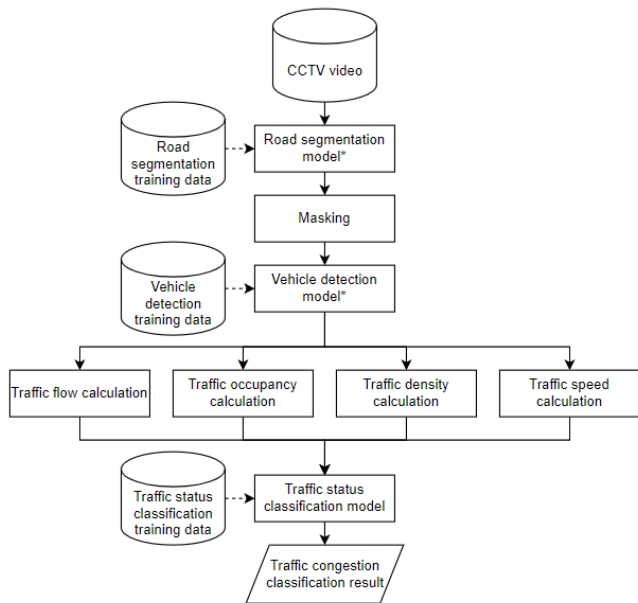 CCTV video
Road
segmentation
training data
Road segmentation
model*
Masking
Vehicle
detection
training data
Vehicle detection
model*
Traffic flow calculation
Traffic occupancy
calculation
Traffic density
calculation
Traffic speed
calculation
Traffic status
classification
training data
Traffic status
classification model
Traffic congestion
classification result